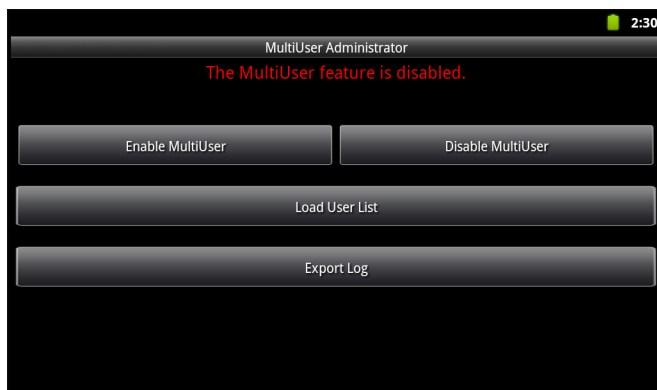 2:30
MultiUser Administrator
The MultiUser feature is disabled.
Enable MultiUser Disable MultiUser
Load User List
Export Log